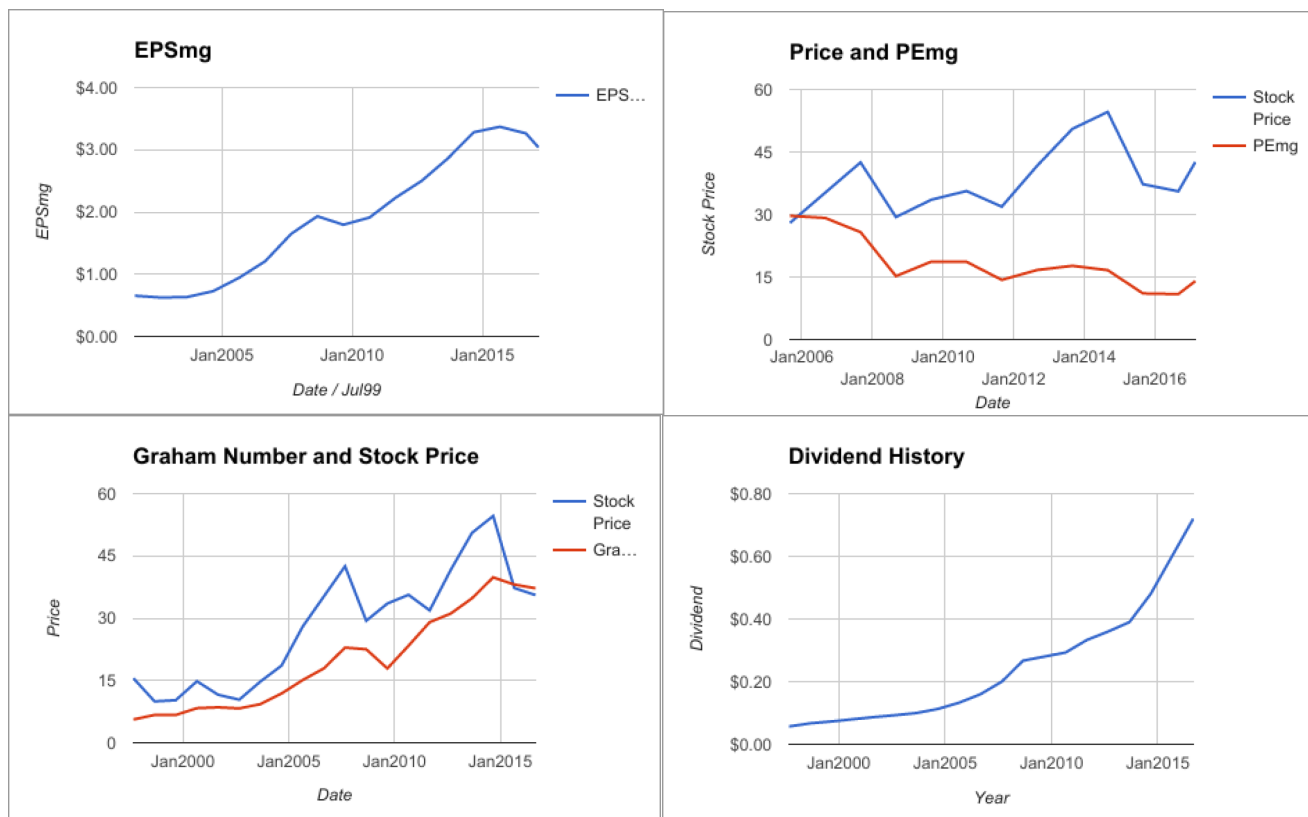 EPSmg
$4.00
$3.00
$2.00
$1.00
$0.00
EPSmg
EPS...
Jan2005 Jan2010 Jan2015
Date / Jul99
Price and PEmg
60
45
30
15
0
Stock Price
Stock
Price
PEmg
Jan2006 Jan2010 Jan2014
Jan2008 Jan2012 Jan2016
Date
Graham Number and Stock Price
60
45
30
15
0
Price
Stock
Price
Gra...
Jan2000 Jan2005 Jan2010 Jan2015
Date
Dividend History
$0.80
$0.60
$0.40
$0.20
$0.00
Dividend
Jan2000 Jan2005 Jan2010 Jan2015
Year